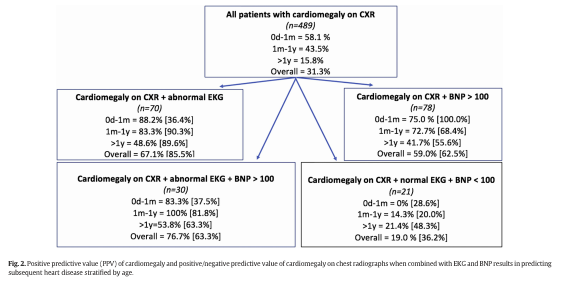 All patients with cardiomegaly on CXR
(n=489)
0d-1m = 58.1 %
1m-1y = 43.5%
>1y = 15.8%
Overall = 31.3%
Cardiomegaly on CXR + abnormal EKG
(n=70)
0d-1m = 88.2% [36.4%]
1m-1y = 83.3% [90.3%]
>1y = 48.6% [89.6%]
Overall = 67.1% [85.5%]
Cardiomegaly on CXR + BNP > 100
(n=78)
0d-1m = 75.0 % [100.0%]
1m-1y = 72.7% [68.4%]
>1y = 41.7% [55.6%]
Overall = 59.0% [62.5%]
Cardiomegaly on CXR + abnormal EKG + BNP > 100
(n=30)
0d-1m = 83.3% [37.5%]
1m-1y = 100% [81.8%]
>1y=53.8% [63.3%]
Overall = 76.7% [63.3%]
Cardiomegaly on CXR + normal EKG + BNP < 100
(n=21)
0d-1m = 0% [28.6%]
1m-1y = 14.3% [20.0%]
>1y = 21.4% [48.3%]
Overall = 19.0 % [36.2%]
Fig. 2. Positive predictive value (PPV) of cardiomegaly and positive/negative predictive value of cardiomegaly on chest radiographs when combined with EKG and BNP results in predicting
subsequent heart disease stratified by age.